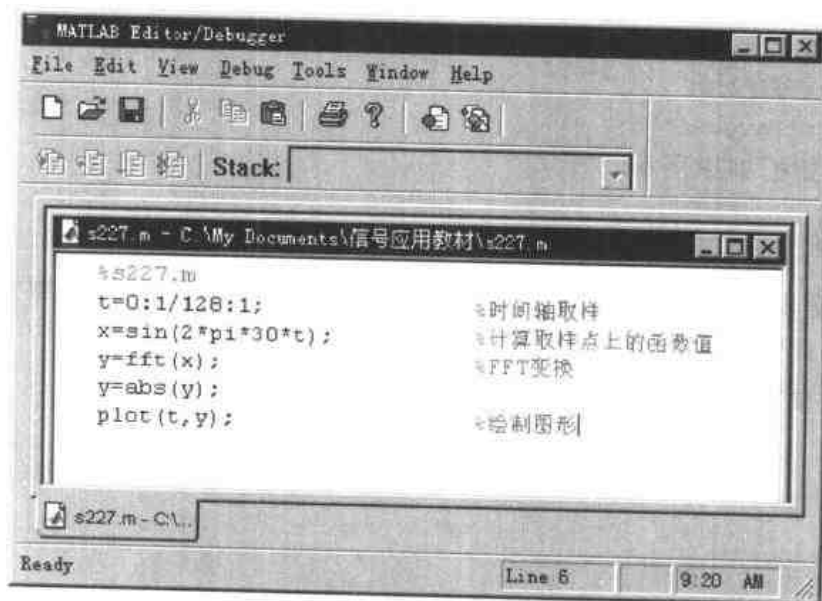 MATLAB Editor/Debugger
File Edit View Debug Tools Window Help
Stack:
s227.m - C:\My Documents\信号应用教材\s227.m
%s227.m
t=0:1/128:1; %时间轴取样
x=sin(2*pi*30*t); %计算取样点上的函数值
y=fft(x); %FFT变换
y=abs(y);
plot(t,y); %绘制图形
s227.m - C:\...
Ready Line 6 9:20 AM